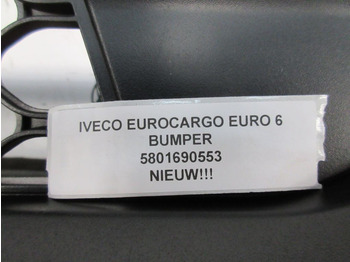 IVECO EUROCARGO EURO 6
BUMPER
5801690553
NIEUW!!!